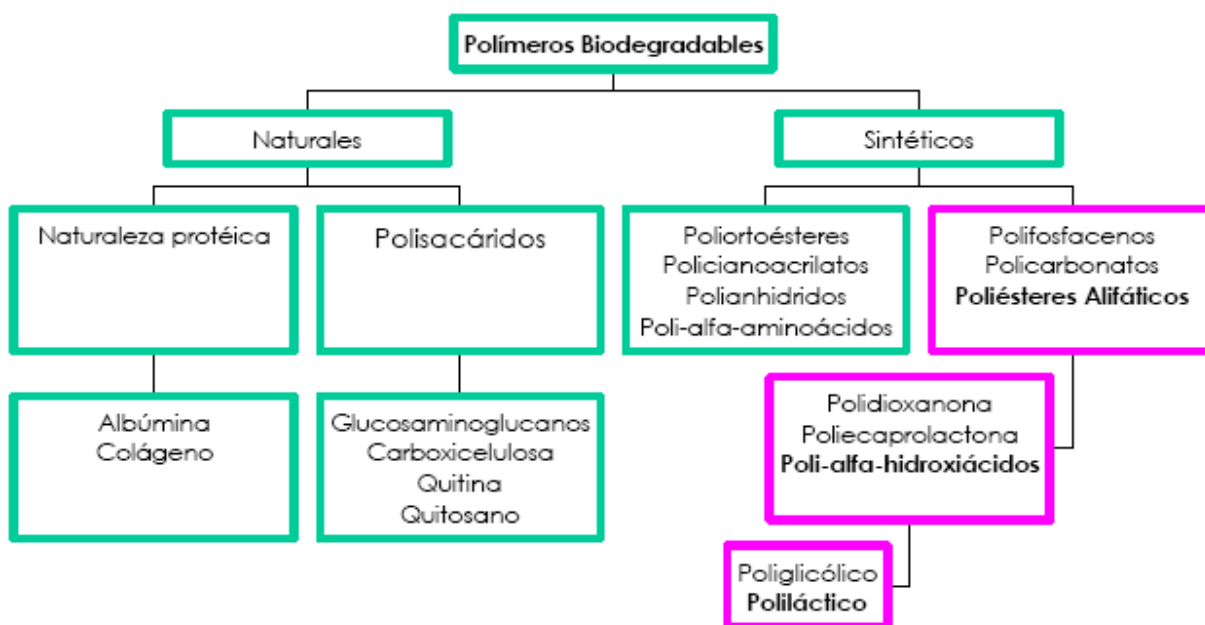 Polímeros Biodegradables
Naturales
Sintéticos
Naturaleza protéica
Polisacáridos
Poliortoésteres
Policianoacrilatos
Polianhidridos
Poli-alfa-aminoácidos
Polifosfacenos
Policarbonatos
Poliésteres Alifáticos
Albúmina
Colágeno
Glucosaminoglucanos
Carboxicelulosa
Quitina
Quitosano
Polidioxanona
Poliecaprolactona
Poli-alfa-hidroxiácidos
Poliglicólico
Poliláctico